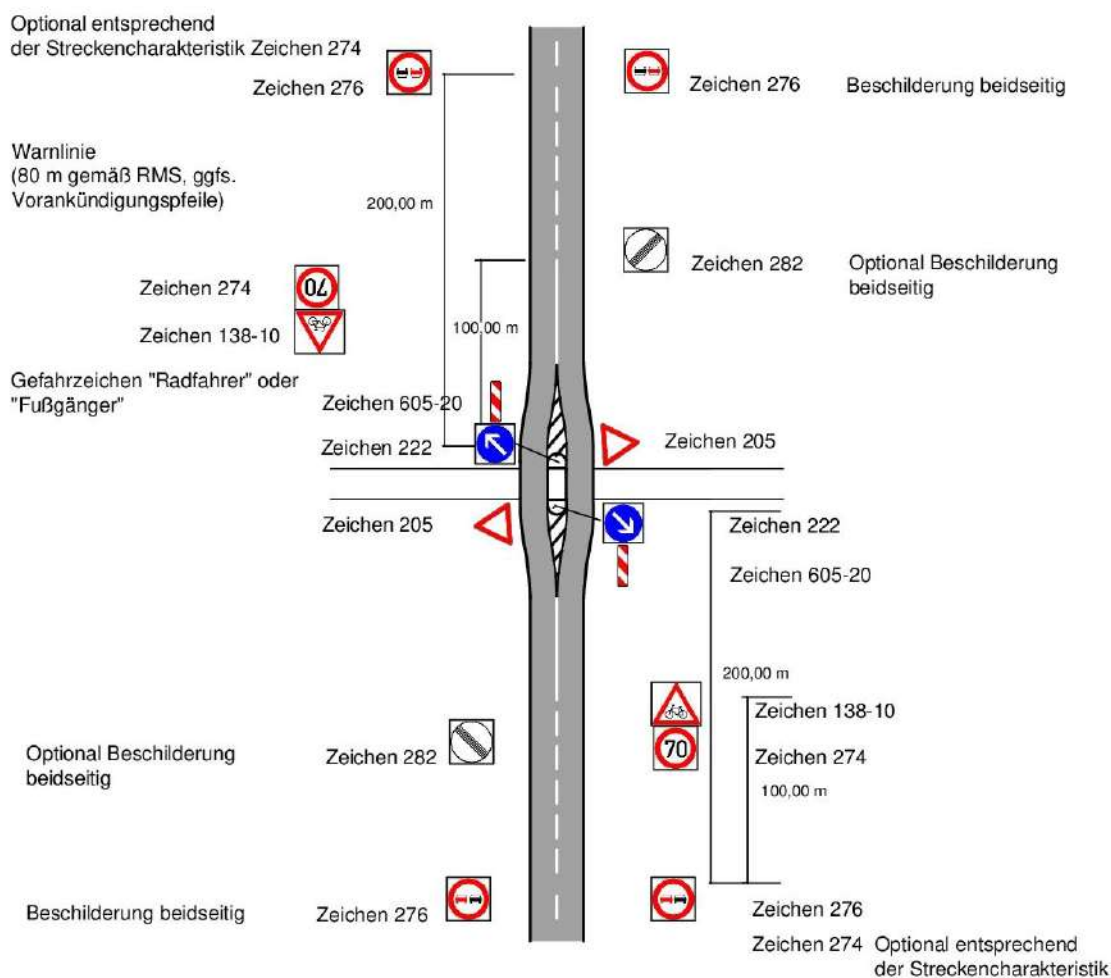 Optional entsprechend
der Streckencharakteristik Zeichen 274
Zeichen 276
Zeichen 276
Beschilderung beidseitig
Warnlinie
(80 m gemäß RMS, ggfs.
Vorankündigungspfeile)
200,00 m
Zeichen 282
Optional Beschilderung
beidseitig
Zeichen 274
70
Zeichen 138-10
100,00 m
Gefahrzeichen "Radfahrer" oder
"Fußgänger"
Zeichen 605-20
Zeichen 222
Zeichen 205
Zeichen 205
Zeichen 222
Zeichen 605-20
200,00 m
Zeichen 138-10
Optional Beschilderung
beidseitig
Zeichen 282
70
Zeichen 274
100,00 m
Beschilderung beidseitig
Zeichen 276
Zeichen 276
Zeichen 274 Optional entsprechend
der Streckencharakteristik